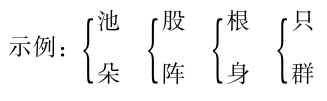 池 股 根 只
示例：
朵 阵 身 群